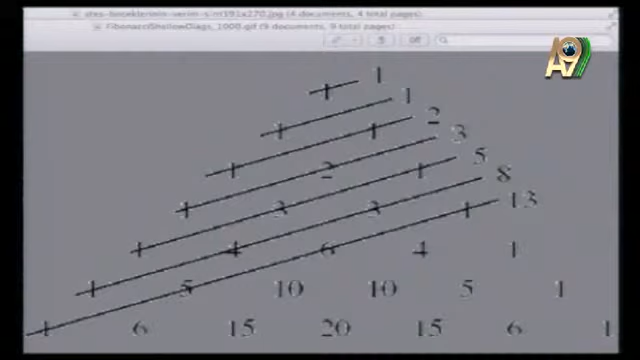 FibonacciShallowDiags_1000.gif (9 documents, 9 total pages)
A9
1
1 1
1 1 2
1 2 1 3
1 3 3 1 5
1 4 6 4 1 8
1 5 10 10 5 1 13
1 6 15 20 15 6 1